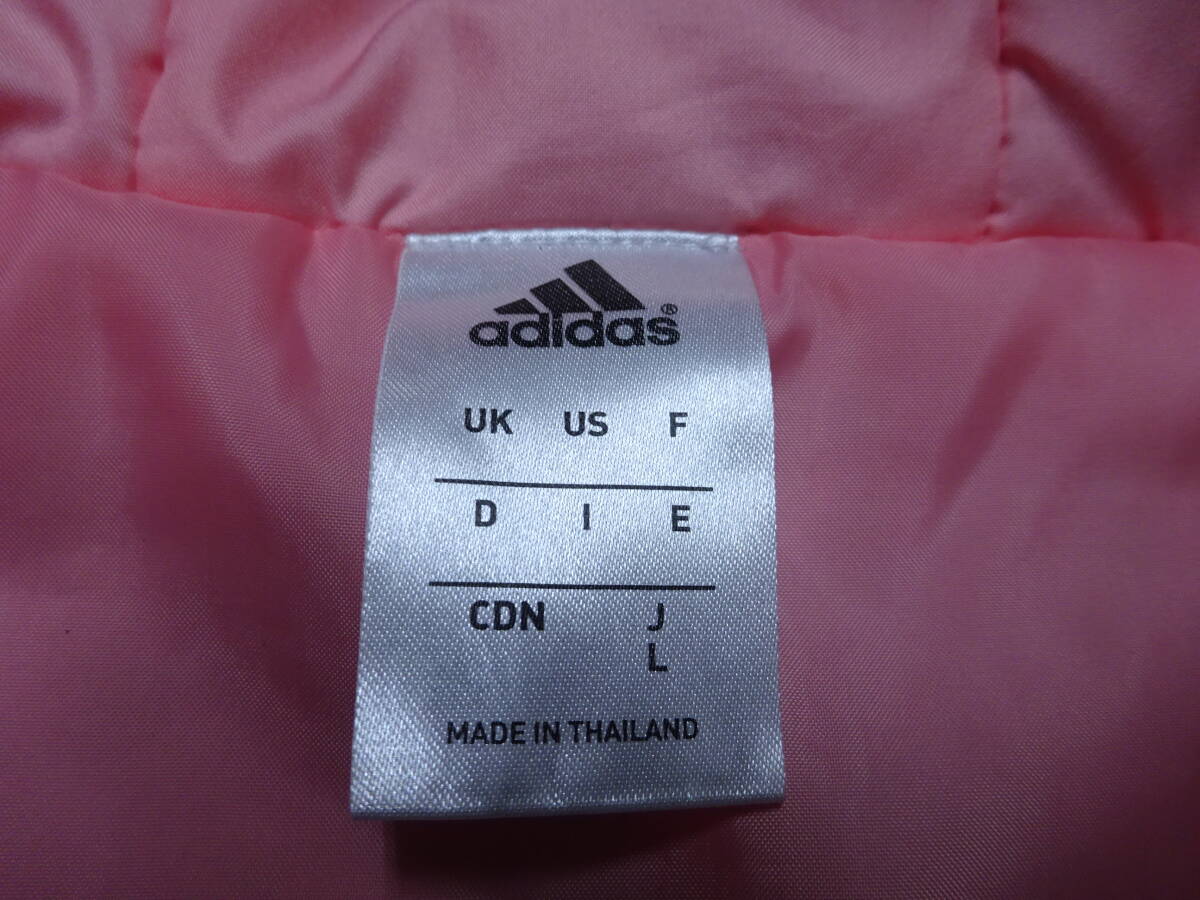 adidas®
UK US F
D I E
CDN J
L
MADE IN THAILAND